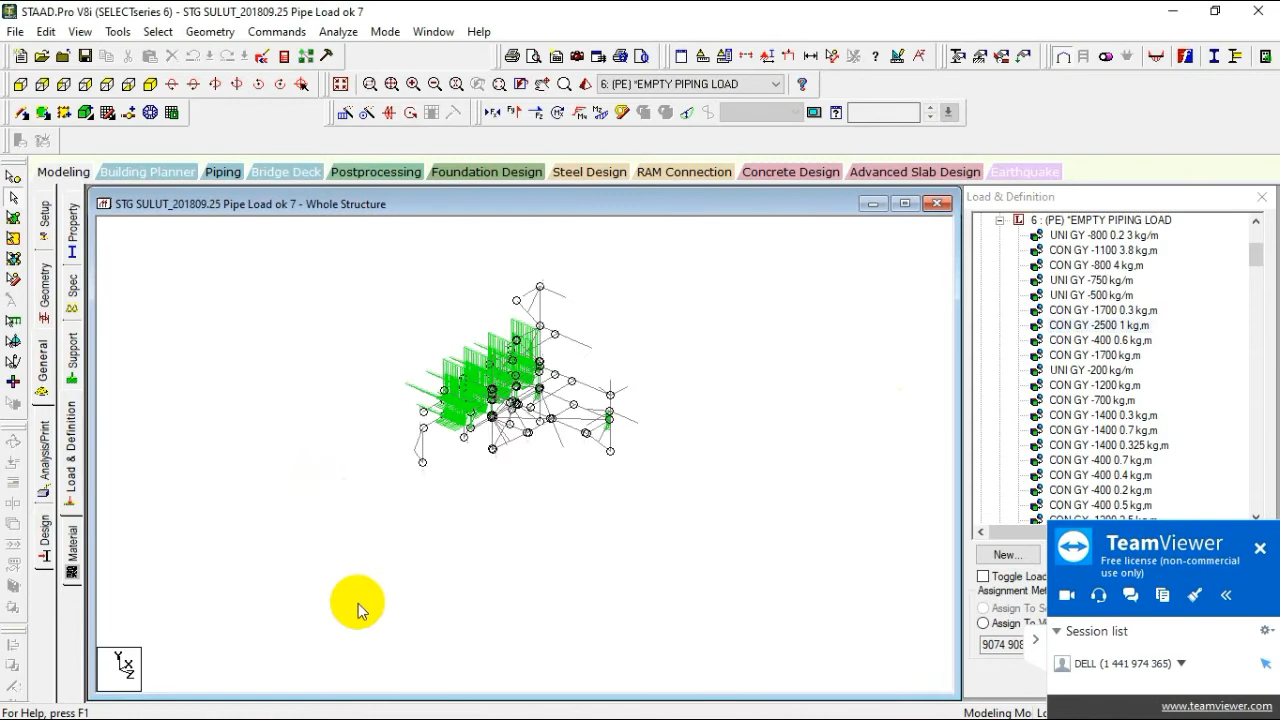 STAAD.Pro V8i (SELECTseries 6) - STG SULUT_201809.25 Pipe Load ok 7
File Edit View Tools Select Geometry Commands Analyze Mode Window Help
6: (PE) *EMPTY PIPING LOAD
Modeling Building Planner Piping Bridge Deck Postprocessing Foundation Design Steel Design RAM Connection Concrete Design Advanced Slab Design Earthquake
STG SULUT_201809.25 Pipe Load ok 7 - Whole Structure
Setup
Geometry
General
Analysis/Print
Design
Property
Spec
Support
Load & Definition
Material
Y
X
Z
Load & Definition
6 : (PE) *EMPTY PIPING LOAD
UNI GY -800 0.2 3 kg/m
CON GY -1100 3.8 kg,m
CON GY -800 4 kg,m
UNI GY -750 kg/m
UNI GY -500 kg/m
CON GY -1700 0.3 kg,m
CON GY -2500 1 kg,m
CON GY -400 0.6 kg,m
CON GY -1700 kg,m
UNI GY -200 kg/m
CON GY -1200 kg,m
CON GY -700 kg,m
CON GY -1400 0.3 kg,m
CON GY -1400 0.7 kg,m
CON GY -1400 0.325 kg,m
CON GY -400 0.7 kg,m
CON GY -400 0.4 kg,m
CON GY -400 0.2 kg,m
CON GY -400 0.5 kg,m
New...
Toggle Load
Assignment Met
Assign To S
Assign To V
9074 908
TeamViewer
Free license (non-commercial
use only)
Session list
DELL (1 441 974 365)
www.teamviewer.com
For Help, press F1
Modeling Mo